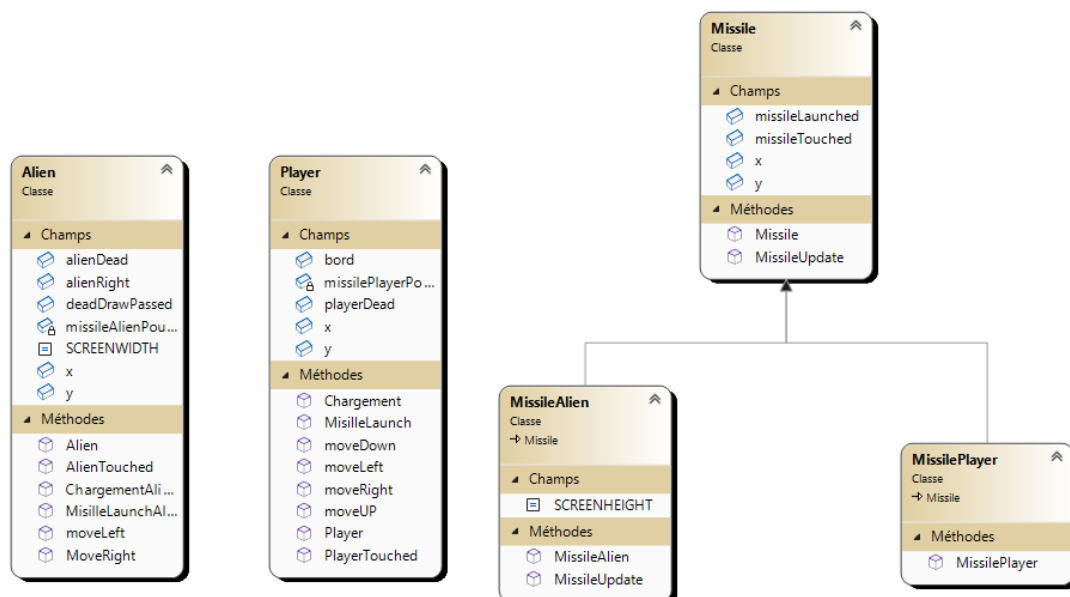 Missile
Classe
Champs
missileLaunched
missileTouched
x
y
Méthodes
Missile
MissileUpdate
Alien
Classe
Champs
alienDead
alienRight
deadDrawPassed
missileAlienPou...
SCREENWIDTH
x
y
Méthodes
Alien
AlienTouched
ChargementAli...
MisilleLaunchAl...
moveLeft
MoveRight
Player
Classe
Champs
bord
missilePlayerPo...
playerDead
x
y
Méthodes
Chargement
MisilleLaunch
moveDown
moveLeft
moveRight
moveUP
Player
PlayerTouched
MissileAlien
Classe
Missile
Champs
SCREENHEIGHT
Méthodes
MissileAlien
MissileUpdate
MissilePlayer
Classe
Missile
Méthodes
MissilePlayer